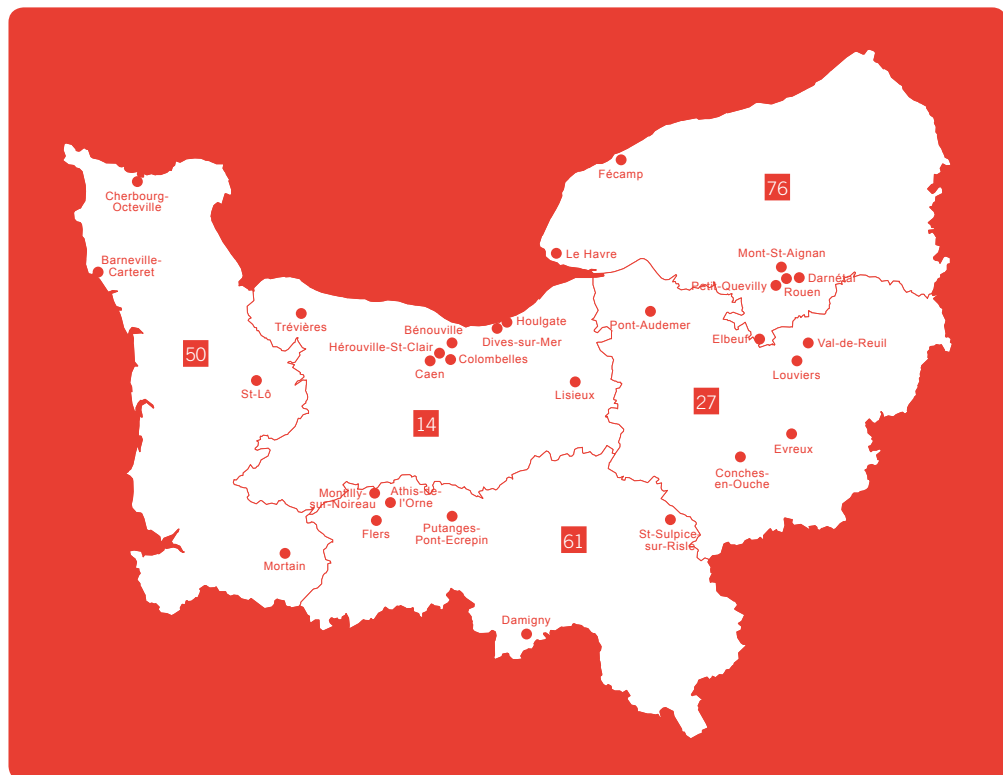 Fécamp
76
Cherbourg-
Octeville
Mont-St-Aignan
Le Havre
Barneville-
Carteret
Darnétal
Petit-Quevilly
Rouen
Trévières
Houlgate
Pont-Audemer
Bénouville
Dives-sur-Mer
Elbeuf
Val-de-Reuil
Hérouville-St-Clair
50
Colombelles
Louviers
Caen
St-Lô
Lisieux
27
14
Evreux
Conches-
en-Ouche
Montilly-
sur-Noireau
Athis-de-
l'Orne
Flers
Putanges-
Pont-Ecrepin
61
St-Sulpice-
sur-Risle
Mortain
Damigny